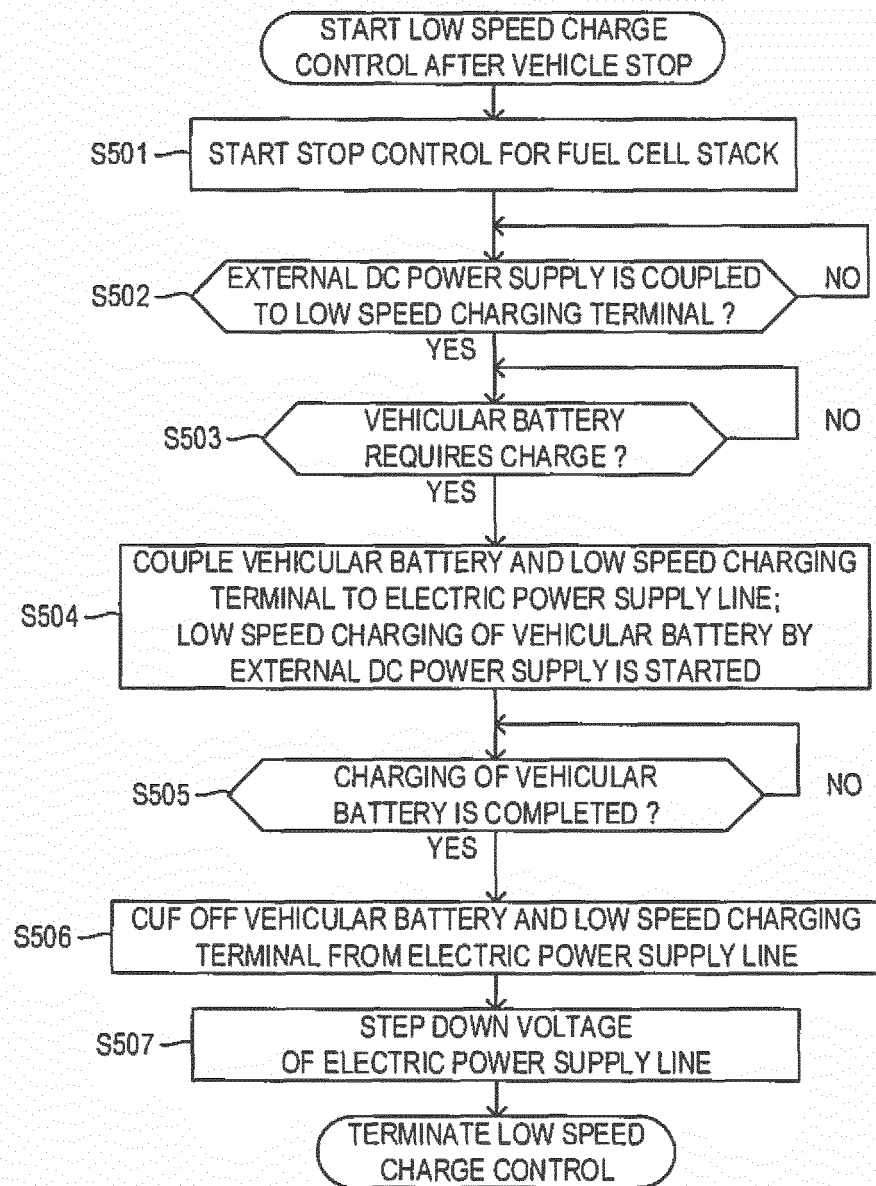 START LOW SPEED CHARGE
CONTROL AFTER VEHICLE STOP
S501
START STOP CONTROL FOR FUEL CELL STACK
S502
EXTERNAL DC POWER SUPPLY IS COUPLED
TO LOW SPEED CHARGING TERMINAL ?
NO
YES
S503
VEHICULAR BATTERY
REQUIRES CHARGE ?
NO
YES
S504
COUPLE VEHICULAR BATTERY AND LOW SPEED CHARGING
TERMINAL TO ELECTRIC POWER SUPPLY LINE;
LOW SPEED CHARGING OF VEHICULAR BATTERY BY
EXTERNAL DC POWER SUPPLY IS STARTED
S505
CHARGING OF VEHICULAR
BATTERY IS COMPLETED ?
NO
YES
S506
CUF OFF VEHICULAR BATTERY AND LOW SPEED CHARGING
TERMINAL FROM ELECTRIC POWER SUPPLY LINE
S507
STEP DOWN VOLTAGE
OF ELECTRIC POWER SUPPLY LINE
TERMINATE LOW SPEED
CHARGE CONTROL